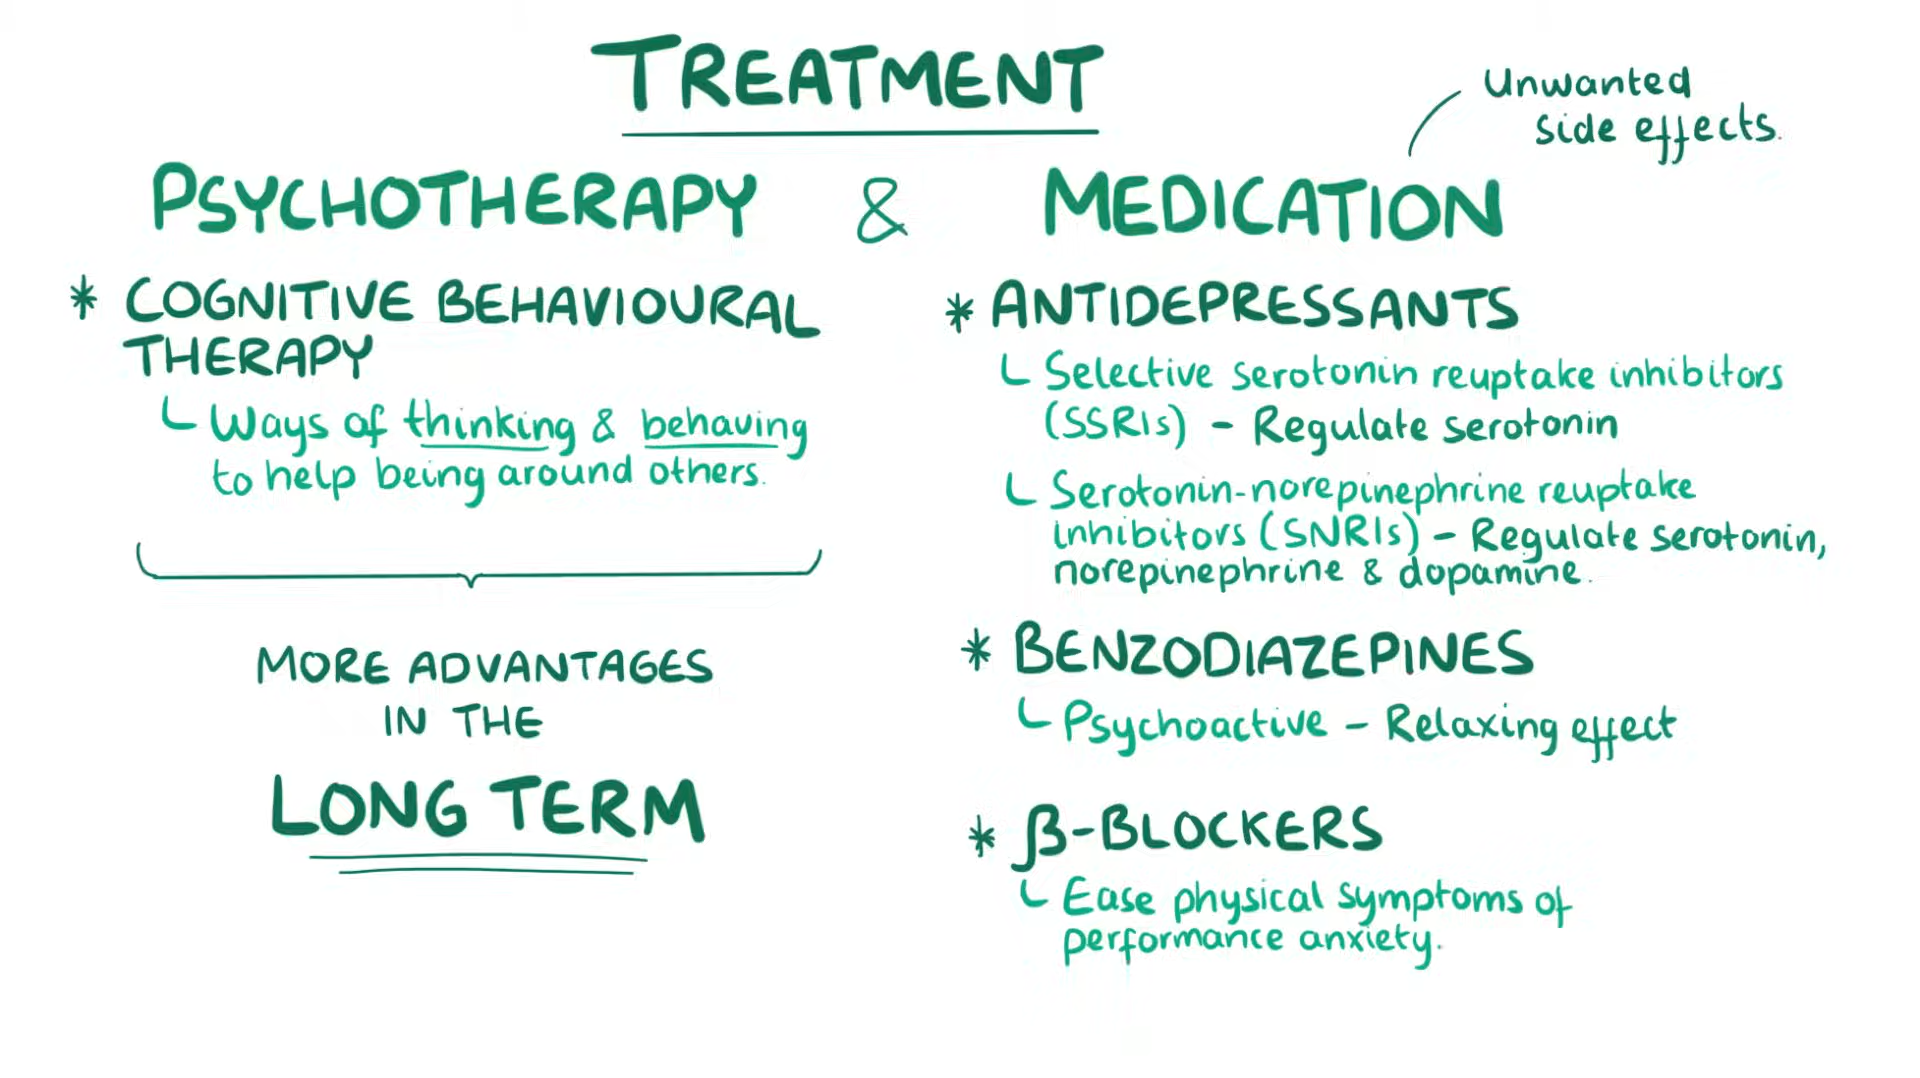 TREATMENT
Unwanted
side effects.
PSYCHOTHERAPY & MEDICATION
* COGNITIVE BEHAVIOURAL
THERAPY
Ways of thinking & behaving
to help being around others.
MORE ADVANTAGES
IN THE
LONG TERM
* ANTIDEPRESSANTS
Selective serotonin reuptake inhibitors
(SSRIs) - Regulate serotonin
Serotonin-norepinephrine reuptake
inhibitors (SNRIs) - Regulate serotonin,
norepinephrine & dopamine.
* BENZODIAZEPINES
Psychoactive - Relaxing effect
* β-BLOCKERS
Ease physical symptoms of
performance anxiety.